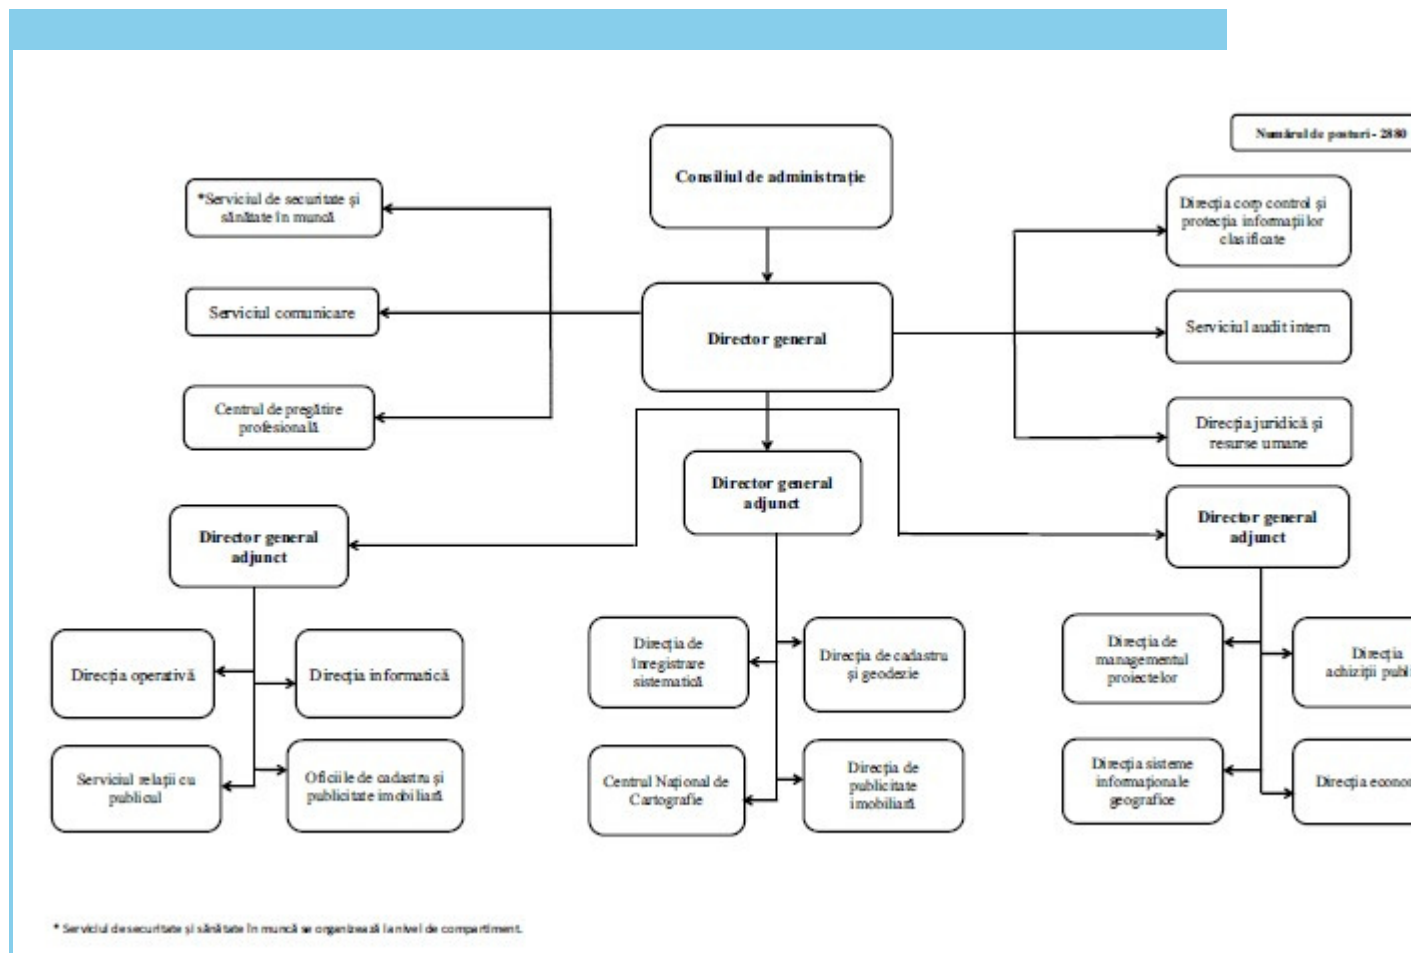 Numărul de posturi - 2880
Consiliul de administrație
*Serviciul de securitate și
sănătate în muncă
Direcția corp control și
protecția informațiilor
clasificate
Serviciul comunicare
Director general
Serviciul audit intern
Centrul de pregătire
profesională
Direcția juridică și
resurse umane
Director general
adjunct
Director general
adjunct
Director general
adjunct
Direcția operativă
Direcția informatică
Direcția de
înregistrare
sistematică
Direcția de cadastru
și geodezie
Direcția de
managementul
proiectelor
Direcția
achiziții
Serviciul relații cu
publicul
Oficiile de cadastru și
publicitate imobiliară
Centrul Național de
Cartografie
Direcția de
publicitate
imobiliară
Direcția sisteme
informaționale
geografice
Direcția
* Serviciul de securitate și sănătate în muncă se organizează la nivel de compartiment.